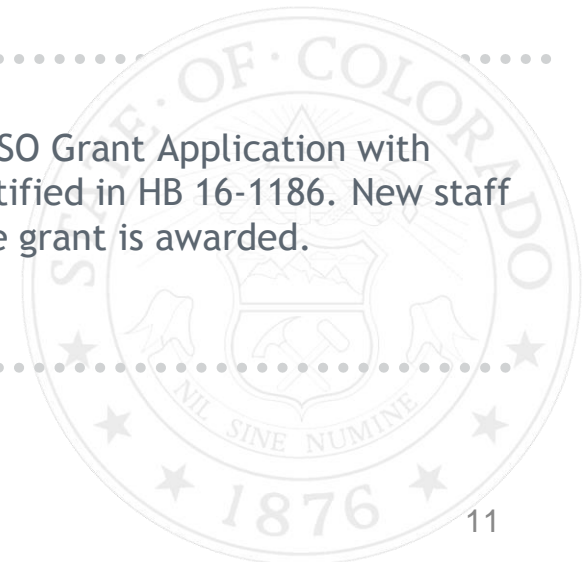 STATE · OF · COLORADO
SO Grant Application with
tified in HB 16-1186. New staff
e grant is awarded.
NIL SINE NUMINE
1876
11